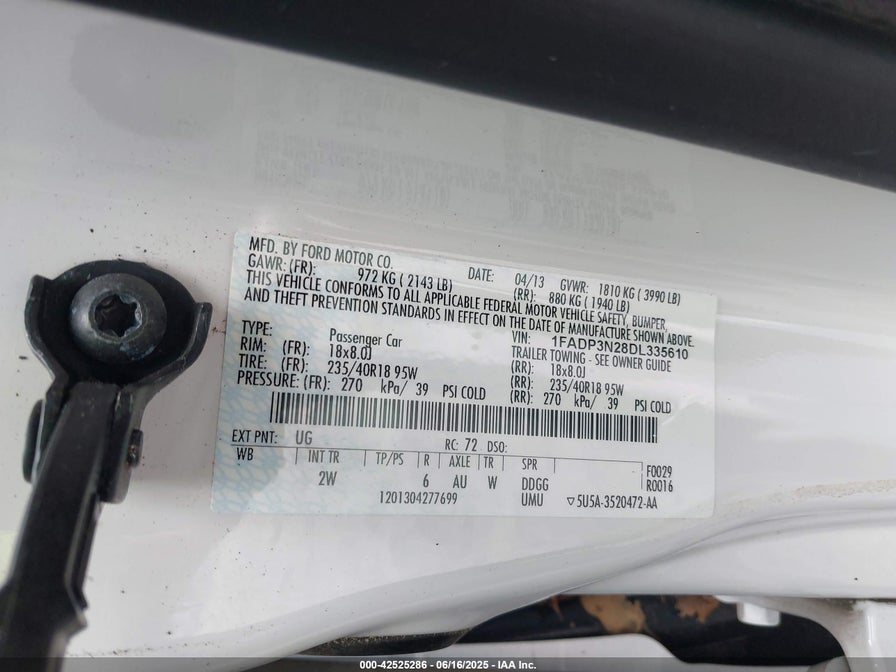 MFD. BY FORD MOTOR CO. DATE: 04/13 GVWR: 1810 KG ( 3990 LB)
GAWR: (FR): 972 KG ( 2143 LB) (RR): 880 KG ( 1940 LB)
THIS VEHICLE CONFORMS TO ALL APPLICABLE FEDERAL MOTOR VEHICLE SAFETY, BUMPER,
AND THEFT PREVENTION STANDARDS IN EFFECT ON THE DATE OF MANUFACTURE SHOWN ABOVE.
VIN: 1FADP3N28DL335610
TYPE: Passenger Car TRAILER TOWING - SEE OWNER GUIDE
RIM: (FR): 18x8.0J (RR): 18x8.0J
TIRE: (FR): 235/40R18 95W (RR): 235/40R18 95W
PRESSURE: (FR): 270 kPa/ 39 PSI COLD (RR): 270 kPa/ 39 PSI COLD
EXT PNT: UG RC: 72 DSO:
WB INT TR TP/PS R AXLE TR SPR F0029
2W 6 AU W DDGG R0016
1201304277699 UMU ▽5U5A-3520472-AA
000-42525286 - 06/16/2025 - IAA Inc.